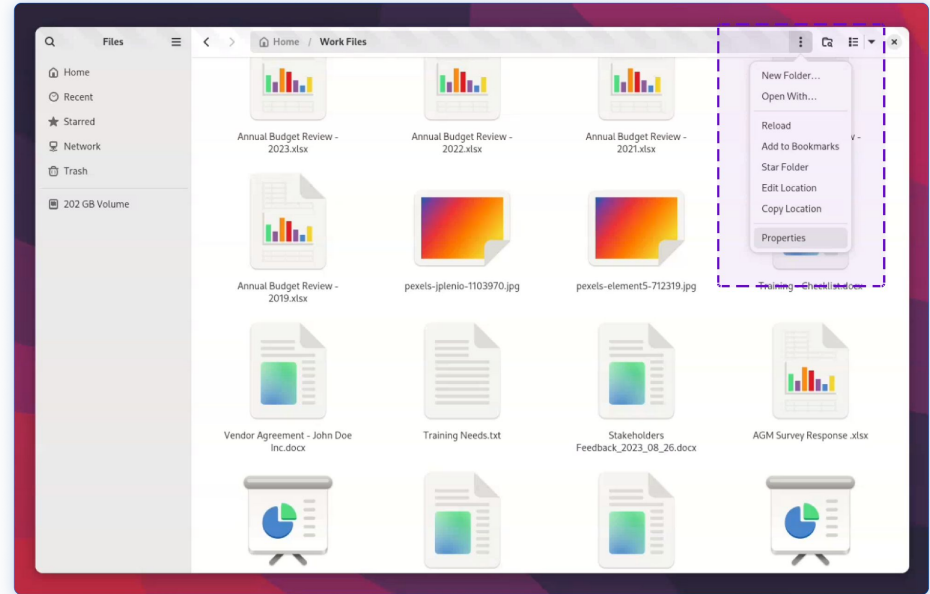 Files
Home / Work Files
Home
Recent
Starred
Network
Trash
202 GB Volume
New Folder...
Open With...
Reload
Add to Bookmarks
Star Folder
Edit Location
Copy Location
Properties
Annual Budget Review -
2023.xlsx
Annual Budget Review -
2022.xlsx
Annual Budget Review -
2021.xlsx
v -
Annual Budget Review -
2019.xlsx
pexels-jplenio-1103970.jpg
pexels-element5-712319.jpg
Training - Checklist.docx
Vendor Agreement - John Doe
Inc.docx
Training Needs.txt
Stakeholders
Feedback_2023_08_26.docx
AGM Survey Response .xlsx